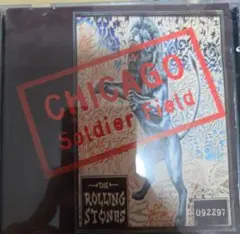 CHICAGO
Soldier Field
THE
ROLLING
STONES
092297